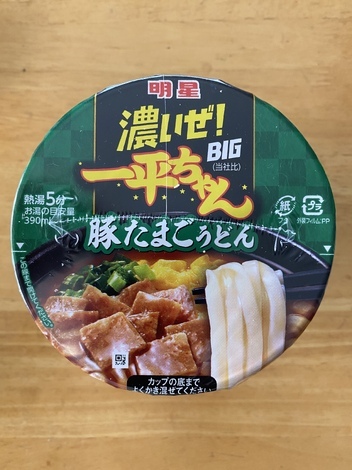 明星
濃いぜ!
BIG
(当社比)
一平ちゃん
豚たまごうどん
熱湯5分
お湯の目安量
390ml
紙
フタ
プラ
外装フィルム:PP
カップの底まで
よくかき混ぜてください